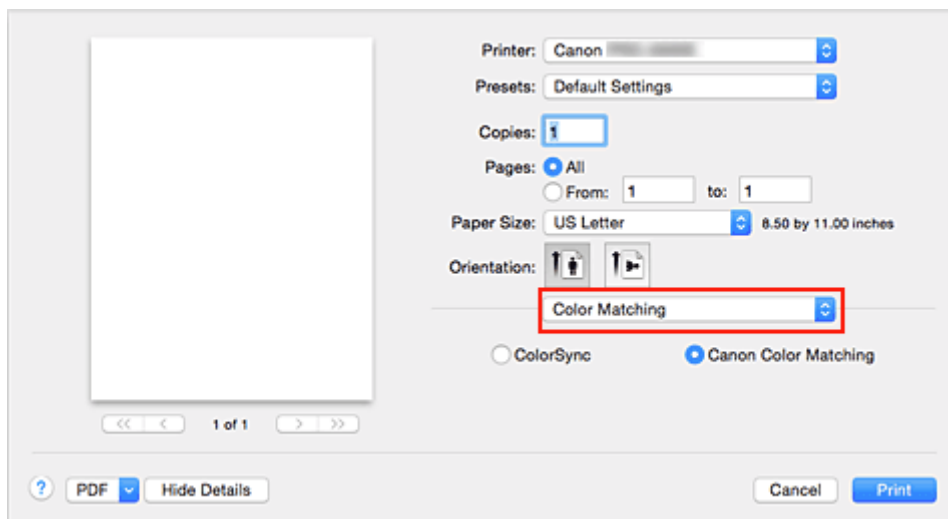 Printer: Canon
Presets: Default Settings
Copies: 1
Pages: All
From: 1 to: 1
Paper Size: US Letter 8.50 by 11.00 inches
Orientation:
Color Matching
ColorSync Canon Color Matching
<< < 1 of 1 > >>
? PDF Hide Details Cancel Print